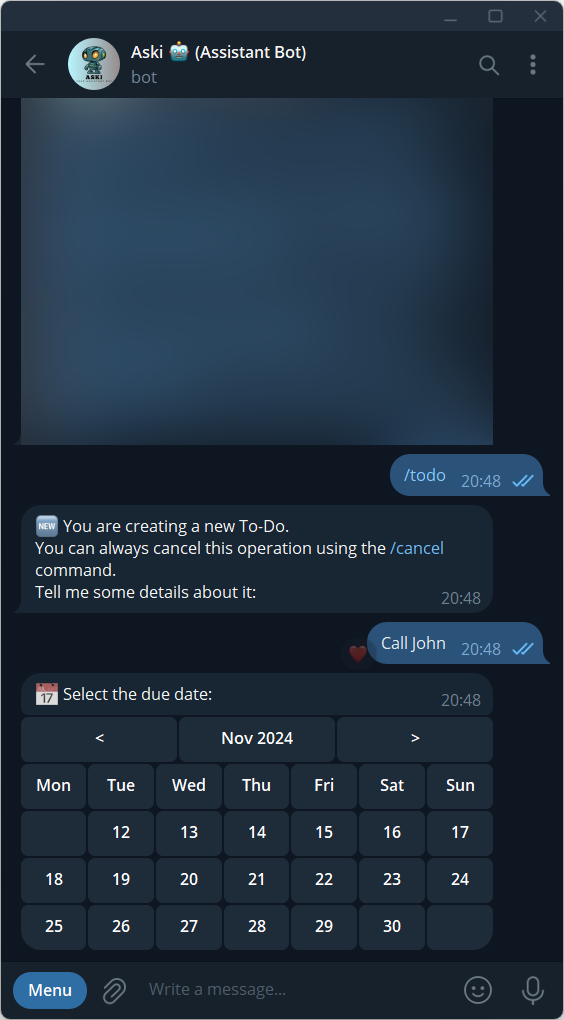 Aski 🤖 (Assistant Bot)
bot
ASKI
/todo 20:48
🆕 You are creating a new To-Do.
You can always cancel this operation using the /cancel
command.
Tell me some details about it:
20:48
Call John 20:48
📅 Select the due date:
20:48
< Nov 2024 >
Mon Tue Wed Thu Fri Sat Sun
12 13 14 15 16 17
18 19 20 21 22 23 24
25 26 27 28 29 30
Menu Write a message...